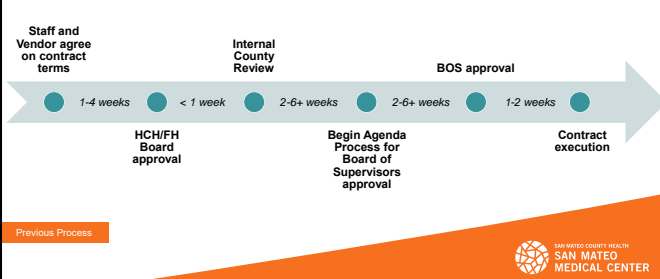 Staff and
Vendor agree
on contract
terms
Internal
County
Review
BOS approval
1-4 weeks
< 1 week
2-6+ weeks
2-6+ weeks
1-2 weeks
HCH/FH
Board
approval
Begin Agenda
Process for
Board of
Supervisors
approval
Contract
execution
Previous Process
SAN MATEO COUNTY HEALTH
SAN MATEO
MEDICAL CENTER